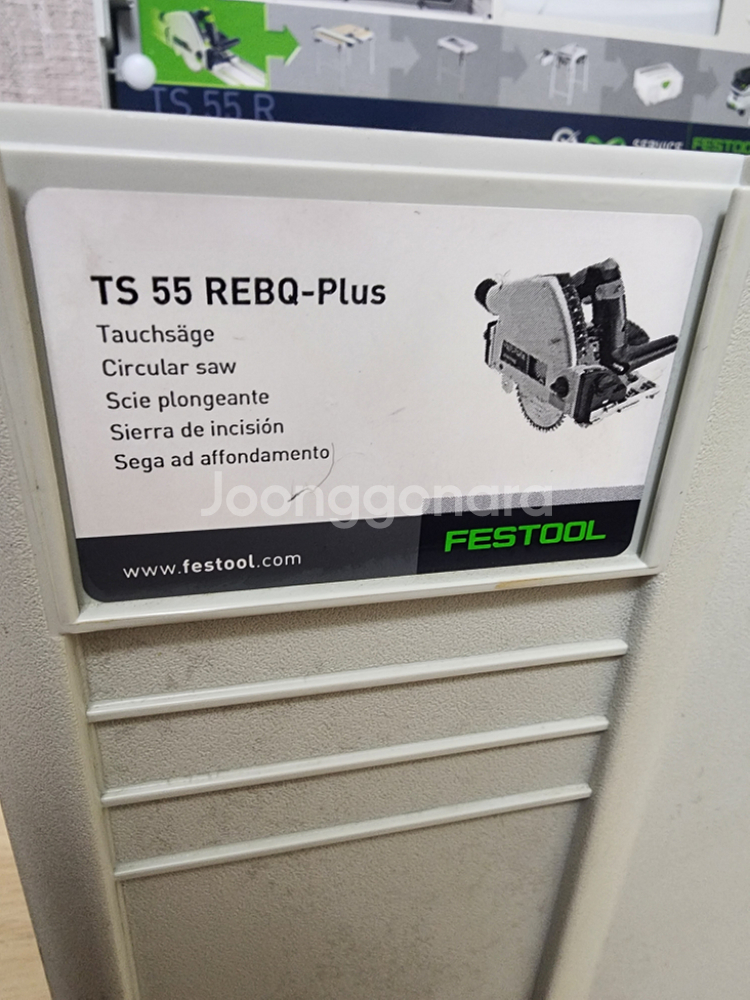 TS 55 R
SERVICE FESTOOL
TS 55 REBQ-Plus
Tauchsäge
Circular saw
Scie plongeante
Sierra de incisión
Sega ad affondamento
Joonggonara
www.festool.com
FESTOOL